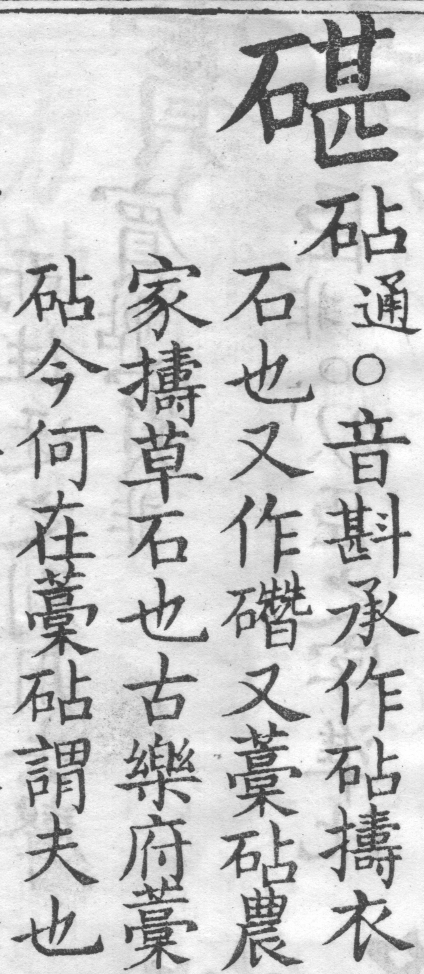 碪
砧通○音斟承作砧擣衣
石也又作礸又藁砧農
家擣草石也古樂府藁
砧今何在藁砧謂夫也